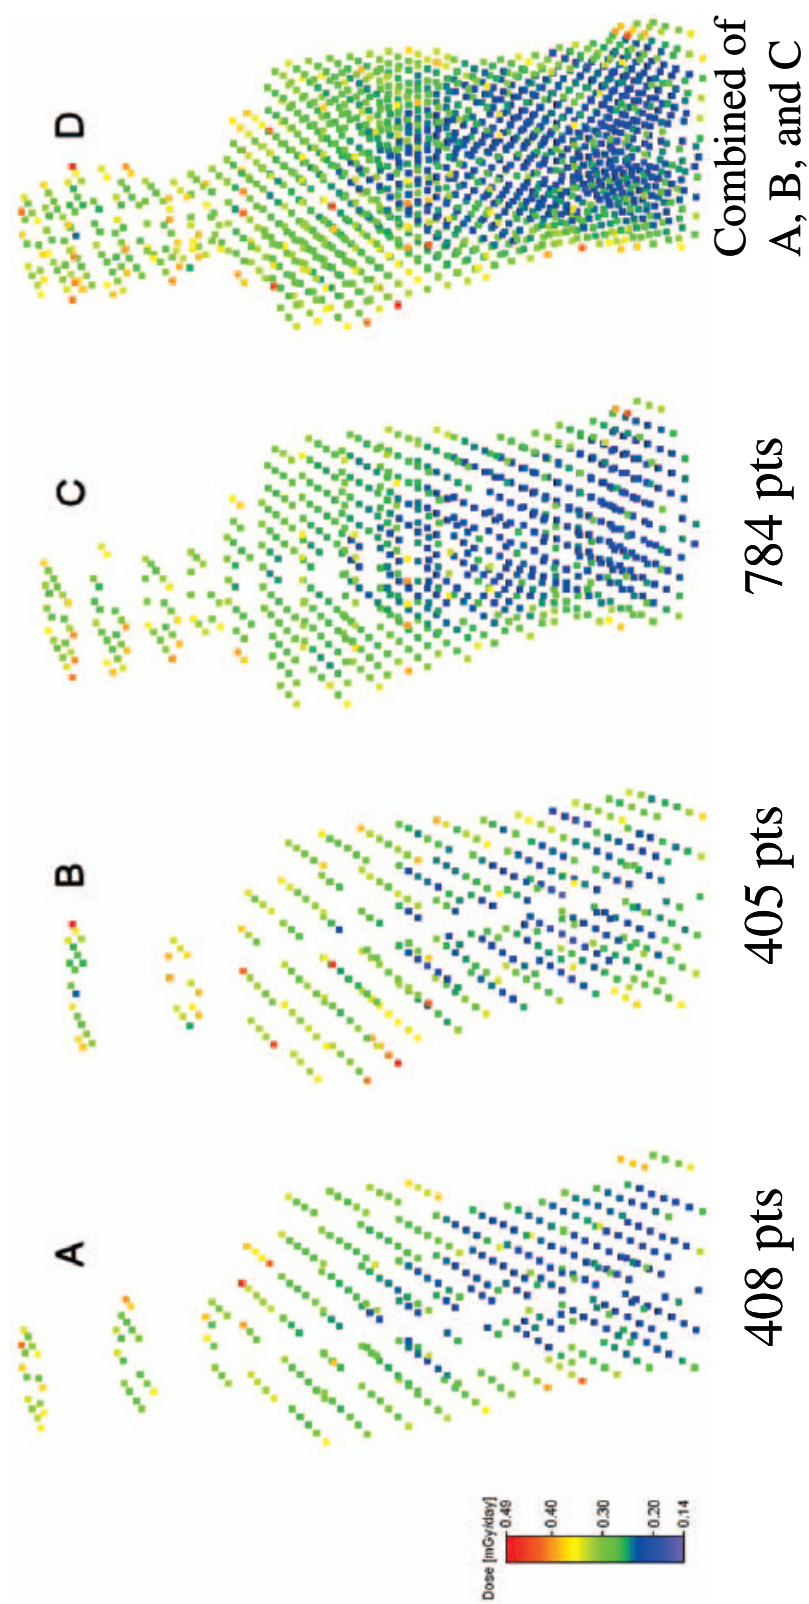 A
B
C
D
408 pts
405 pts
784 pts
Combined of
A, B, and C
Dose [mGy/day]
0.49
0.40
0.30
0.20
0.14